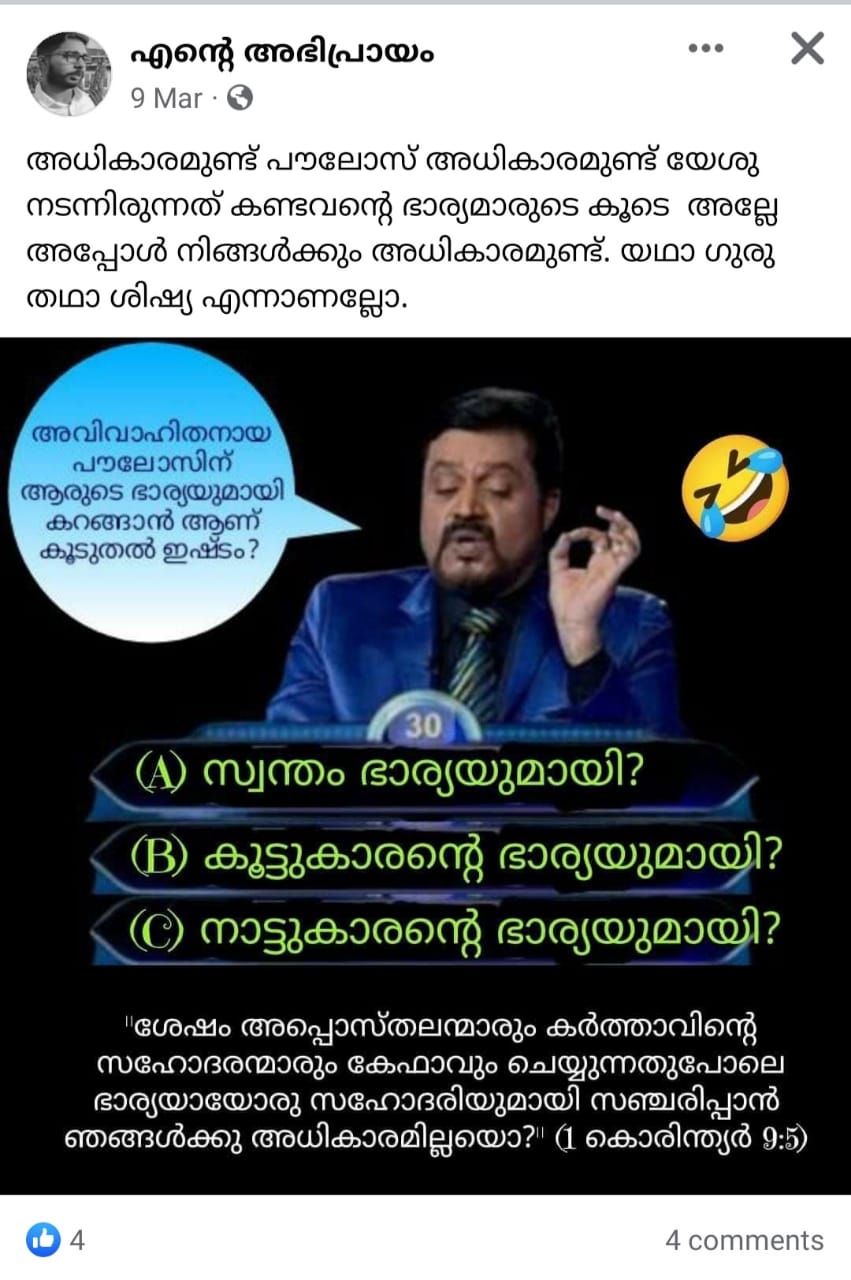 എന്റെ അഭിപ്രായം
9 Mar ·
അധികാരമുണ്ട് പൗലോസ് അധികാരമുണ്ട് യേശു
നടന്നിരുന്നത് കണ്ടവന്റെ ഭാര്യമാരുടെ കൂടെ അല്ലേ
അപ്പോൾ നിങ്ങൾക്കും അധികാരമുണ്ട്. യഥാ ഗുരു
തഥാ ശിഷ്യ എന്നാണല്ലോ.
അവിവാഹിതനായ
പൗലോസിന്
ആരുടെ ഭാര്യയുമായി
കറങ്ങാൻ ആണ്
കൂടുതൽ ഇഷ്ടം?
30
(A) സ്വന്തം ഭാര്യയുമായി?
(B) കൂട്ടുകാരന്റെ ഭാര്യയുമായി?
(C) നാട്ടുകാരന്റെ ഭാര്യയുമായി?
"ശേഷം അപ്പൊസ്തലന്മാരും കർത്താവിന്റെ
സഹോദരന്മാരും കേഫാവും ചെയ്യുന്നതുപോലെ
ഭാര്യയായോരു സഹോദരിയുമായി സഞ്ചരിപ്പാൻ
ഞങ്ങൾക്കു അധികാരമില്ലയൊ?" (1 കൊരിന്ത്യർ 9:5)
4
4 comments